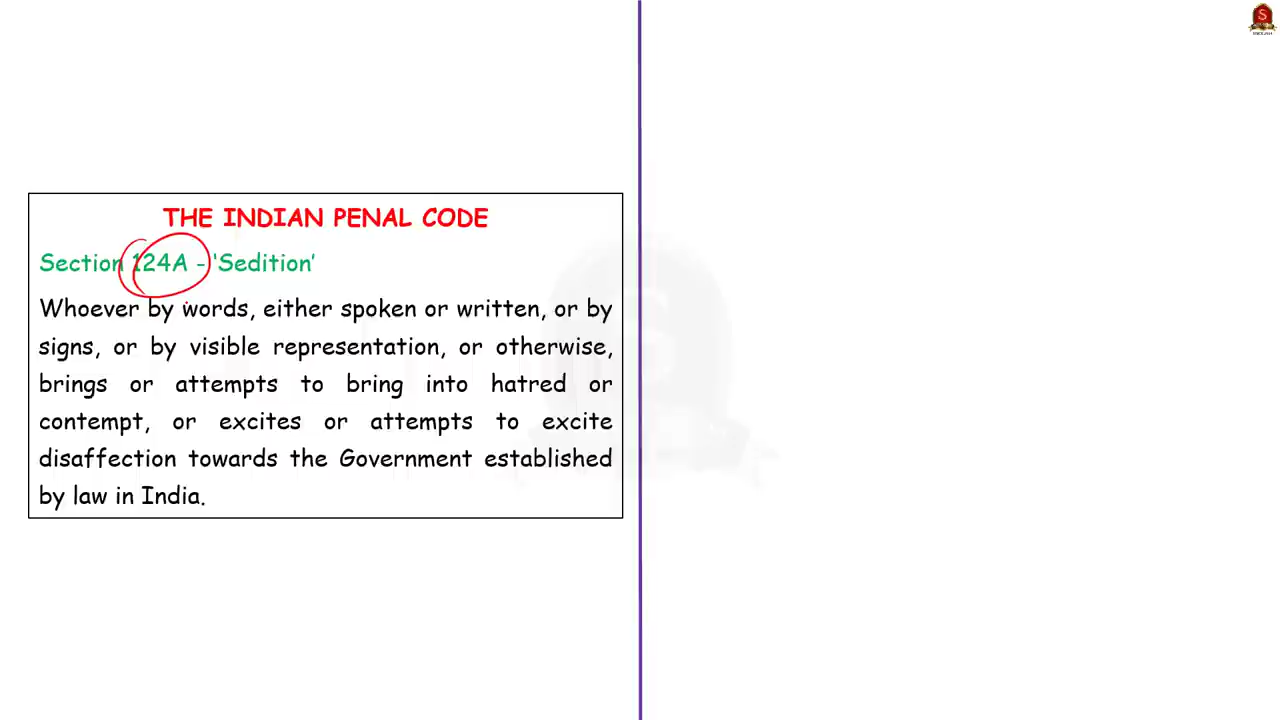 THE INDIAN PENAL CODE
Section 124A - ‘Sedition’
Whoever by words, either spoken or written, or by
signs, or by visible representation, or otherwise,
brings or attempts to bring into hatred or
contempt, or excites or attempts to excite
disaffection towards the Government established
by law in India.